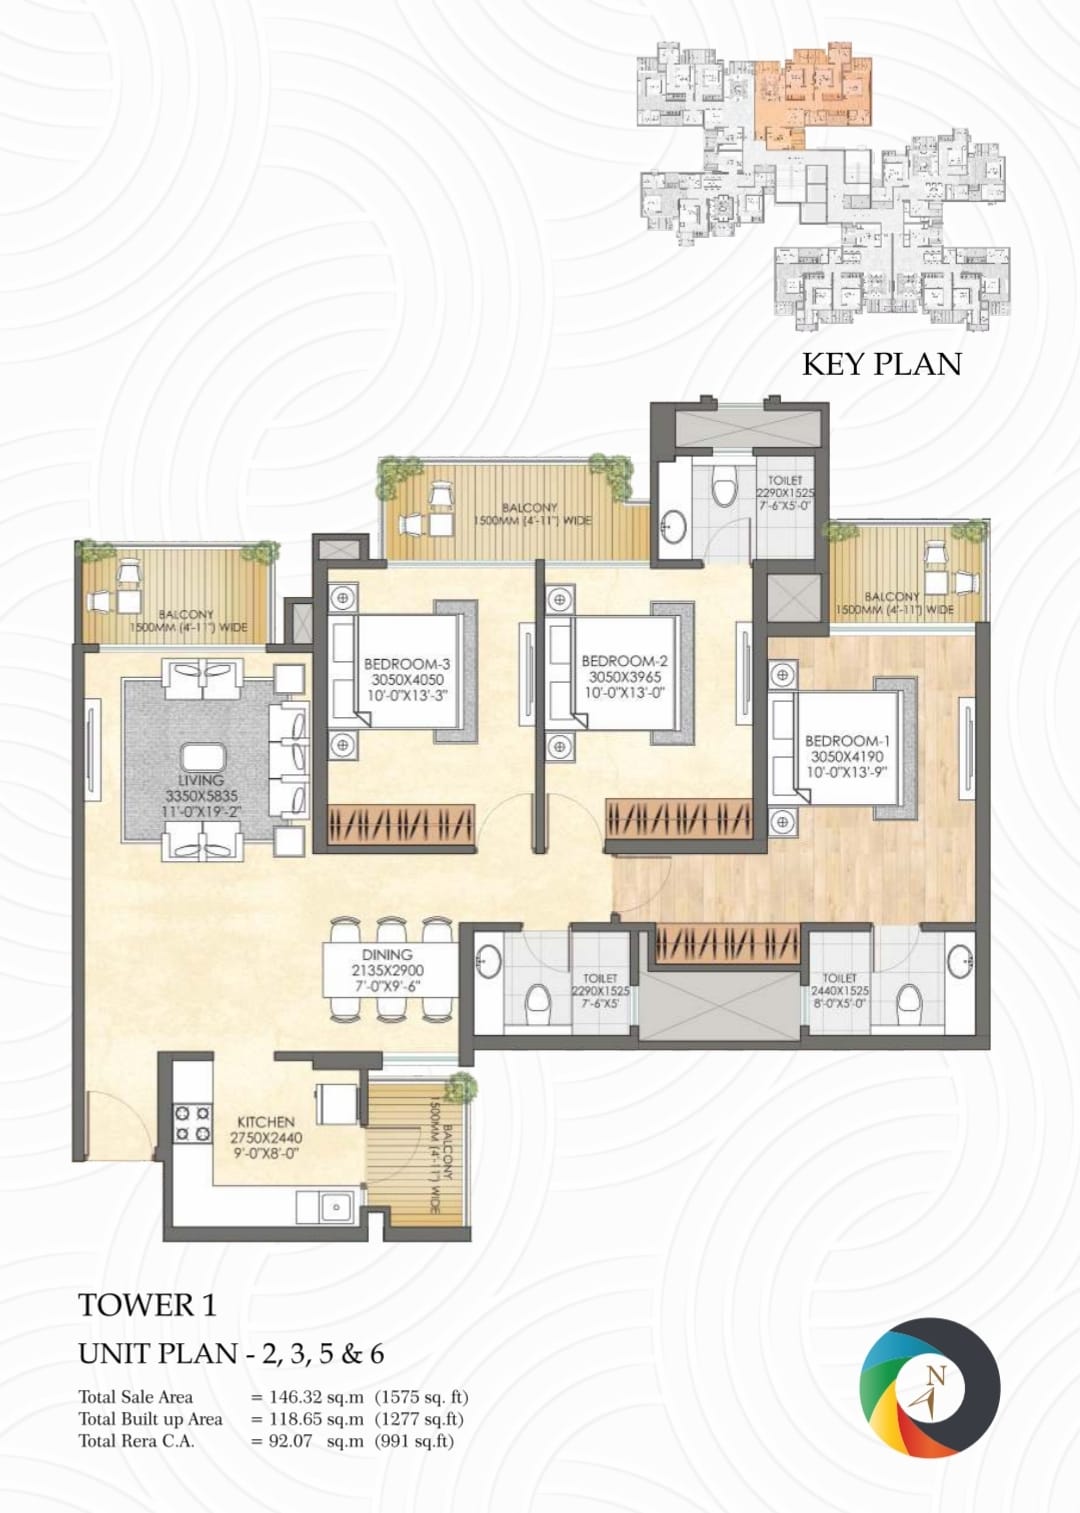 KEY PLAN
TOILET
2290X1525
7'-6"X5'-0"
BALCONY
1500MM (4'-11") WIDE
BALCONY
1500MM (4'-11") WIDE
BALCONY
1500MM (4'-11") WIDE
BEDROOM-3
3050X4050
10'-0"X13'-3"
BEDROOM-2
3050X3965
10'-0"X13'-0"
BEDROOM-1
3050X4190
10'-0"X13'-9"
LIVING
3350X5835
11'-0"X19'-2"
DINING
2135X2900
7'-0"X9'-6"
TOILET
2290X1525
7'-6"X5'
TOILET
2440X1525
8'-0"X5'-0"
KITCHEN
2750X2440
9'-0"X8'-0"
BALCONY
1500MM (4'-11") WIDE
TOWER 1
UNIT PLAN - 2, 3, 5 & 6
Total Sale Area = 146.32 sq.m (1575 sq. ft)
Total Built up Area = 118.65 sq.m (1277 sq.ft)
Total Rera C.A. = 92.07 sq.m (991 sq.ft)
N